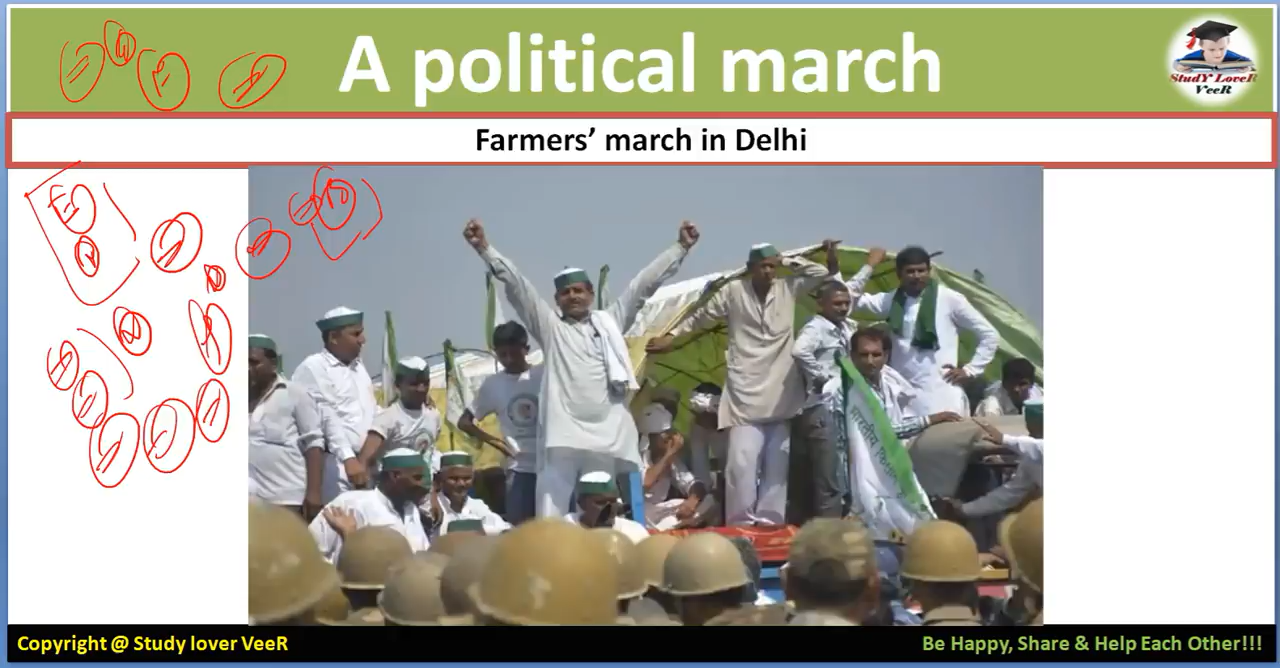 A political march
StudY LoveR
VeeR
Farmers’ march in Delhi
भारतीय किसान
Copyright @ Study lover VeeR
Be Happy, Share & Help Each Other!!!